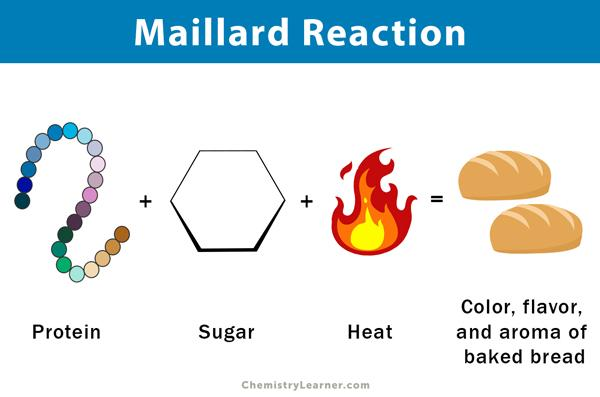 Maillard Reaction
+
+
=
Protein
Sugar
Heat
Color, flavor,
and aroma of
baked bread
ChemistryLearner.com